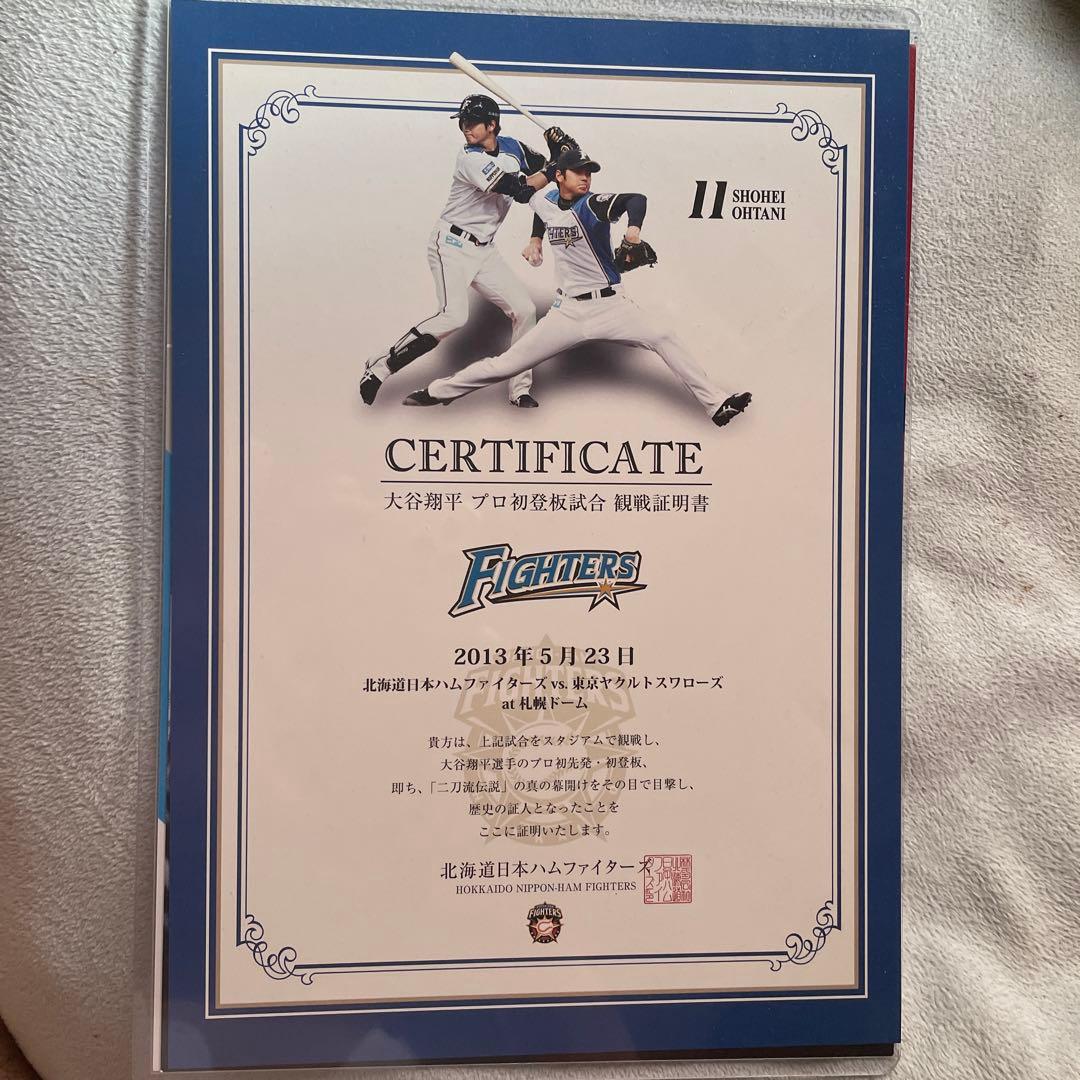 11 SHOHEI
OHTANI
FIGHTERS
CERTIFICATE
大谷翔平 プロ初登板試合 観戦証明書
FIGHTERS
2013年5月23日
北海道日本ハムファイターズ vs. 東京ヤクルトスワローズ
at 札幌ドーム
FIGHTERS
貴方は、上記試合をスタジアムで観戦し、
大谷翔平選手のプロ初先発・初登板、
即ち、「二刀流伝説」の真の幕開けをその目で目撃し、
歴史の証人となったことを
ここに証明いたします。
北海道日本ハムファイターズ
HOKKAIDO NIPPON-HAM FIGHTERS
FIGHTERS